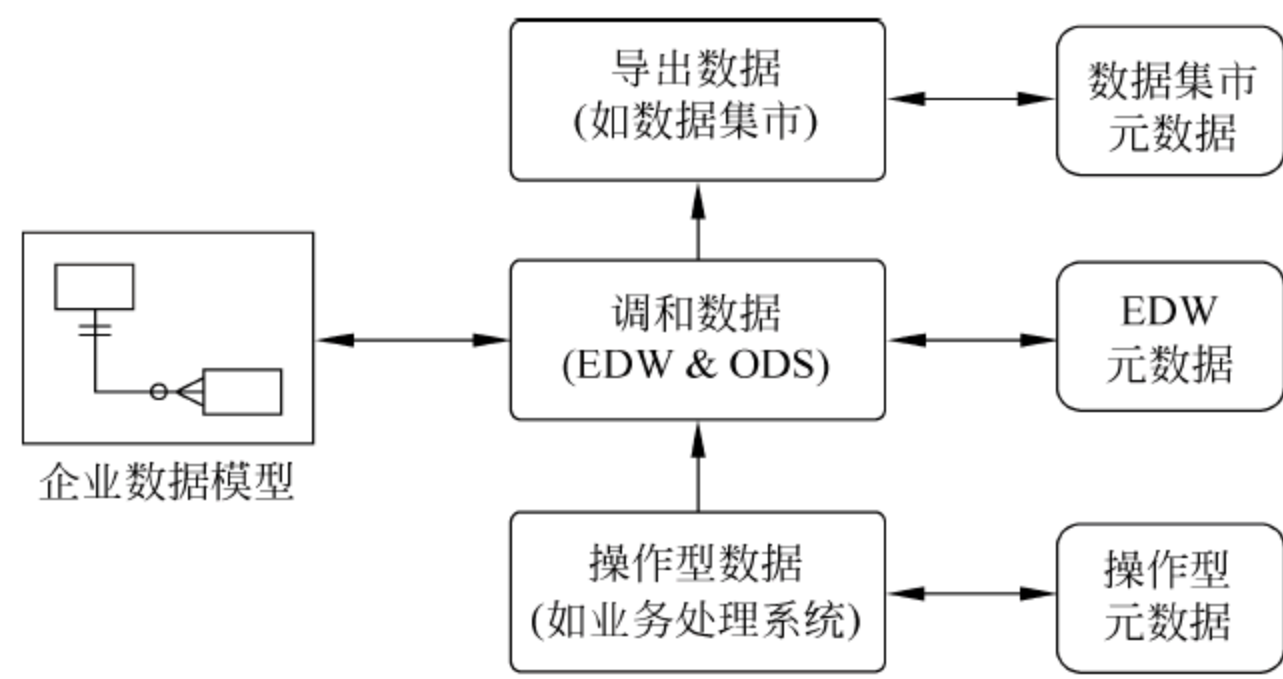 导出数据
(如数据集市)
数据集市
元数据
调和数据
(EDW & ODS)
EDW
元数据
企业数据模型
操作型数据
(如业务处理系统)
操作型
元数据